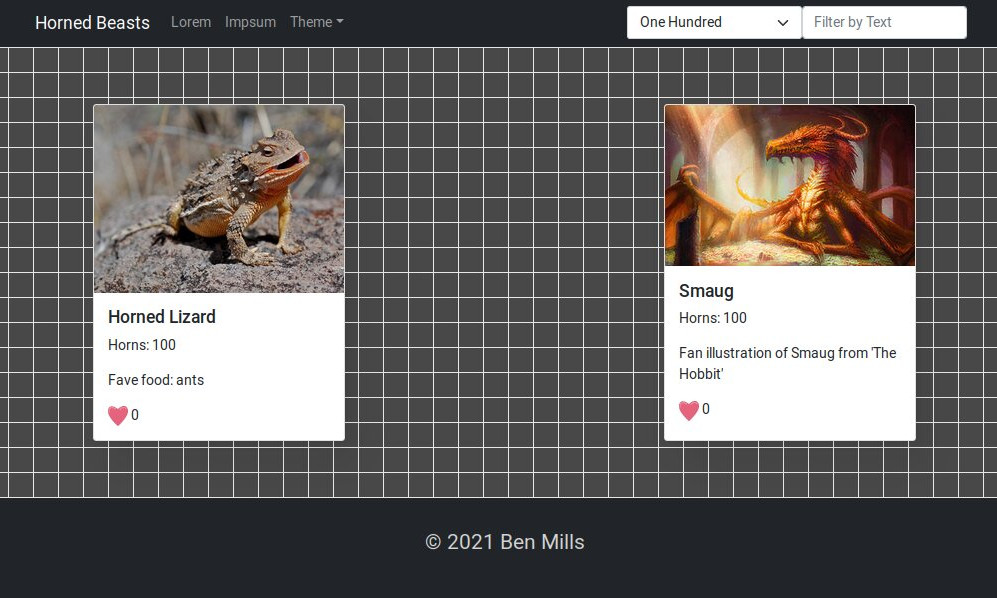 Horned Beasts Lorem Impsum Theme One Hundred Filter by Text
Horned Lizard
Horns: 100
Fave food: ants
0
Smaug
Horns: 100
Fan illustration of Smaug from 'The
Hobbit'
0
© 2021 Ben Mills